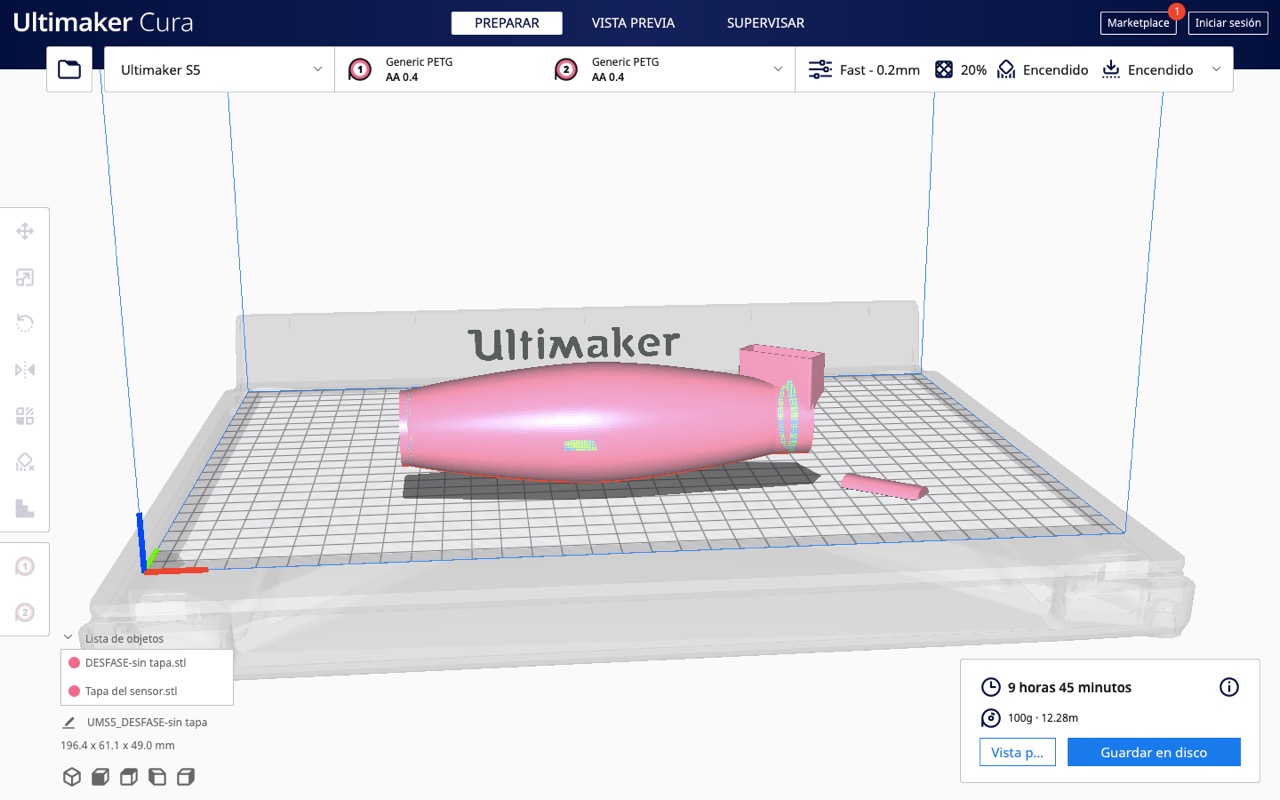 Ultimaker Cura
PREPARAR
VISTA PREVIA
SUPERVISAR
Marketplace
1
Iniciar sesión
Ultimaker S5
1
Generic PETG
AA 0.4
2
Generic PETG
AA 0.4
Fast - 0.2mm
20%
Encendido
Encendido
Ultimaker
1
2
Lista de objetos
DESFASE-sin tapa.stl
Tapa del sensor.stl
UMS5_DESFASE-sin tapa
196.4 x 61.1 x 49.0 mm
9 horas 45 minutos
100g · 12.28m
Vista p...
Guardar en disco